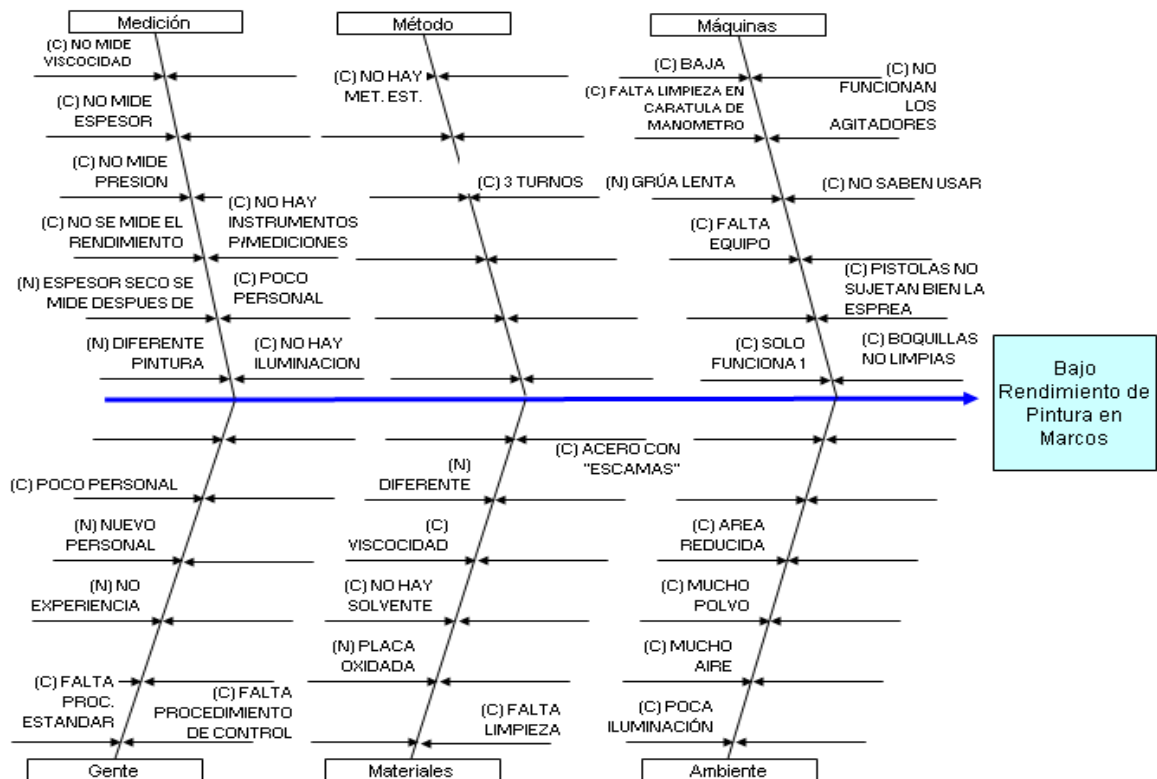 Medición
Método
Máquinas
(C) NO MIDE
VISCOCIDAD
(C) NO MIDE
ESPESOR
(C) NO MIDE
PRESION
(C) NO SE MIDE EL
RENDIMIENTO
(N) ESPESOR SECO SE
MIDE DESPUES DE
(N) DIFERENTE
PINTURA
(C) NO HAY
INSTRUMENTOS
P/MEDICIONES
(C) POCO
PERSONAL
(C) NO HAY
ILUMINACION
(C) NO HAY
MET. EST.
(C) 3 TURNOS
(C) BAJA
(C) FALTA LIMPIEZA EN
CARATULA DE
MANOMETRO
(N) GRÚA LENTA
(C) FALTA
EQUIPO
(C) SOLO
FUNCIONA 1
(C) NO
FUNCIONAN
LOS
AGITADORES
(C) NO SABEN USAR
(C) PISTOLAS NO
SUJETAN BIEN LA
ESPREA
(C) BOQUILLAS
NO LIMPIAS
Bajo
Rendimiento de
Pintura en
Marcos
(C) POCO PERSONAL
(N) NUEVO
PERSONAL
(N) NO
EXPERIENCIA
(C) FALTA
PROC.
ESTANDAR
(C) FALTA
PROCEDIMIENTO
DE CONTROL
(C) ACERO CON
"ESCAMAS"
(N)
DIFERENTE
(C)
VISCOCIDAD
(C) NO HAY
SOLVENTE
(N) PLACA
OXIDADA
(C) FALTA
LIMPIEZA
(C) AREA
REDUCIDA
(C) MUCHO
POLVO
(C) MUCHO
AIRE
(C) POCA
ILUMINACIÓN
Gente
Materiales
Ambiente